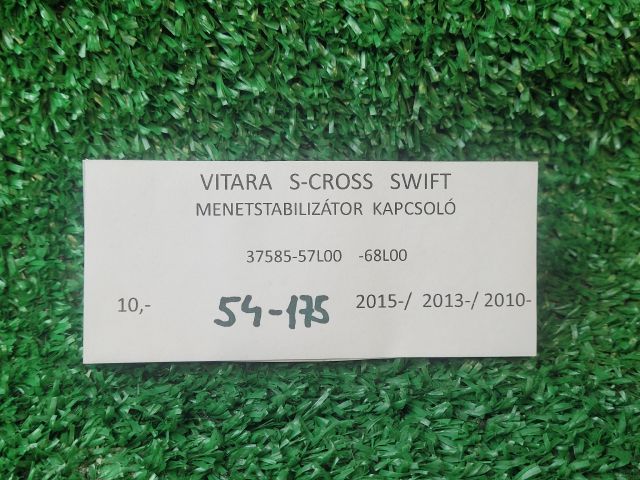 VITARA S-CROSS SWIFT
MENETSTABILIZÁTOR KAPCSOLÓ
37585-57L00 -68L00
10,- 54-175 2015-/ 2013-/ 2010-